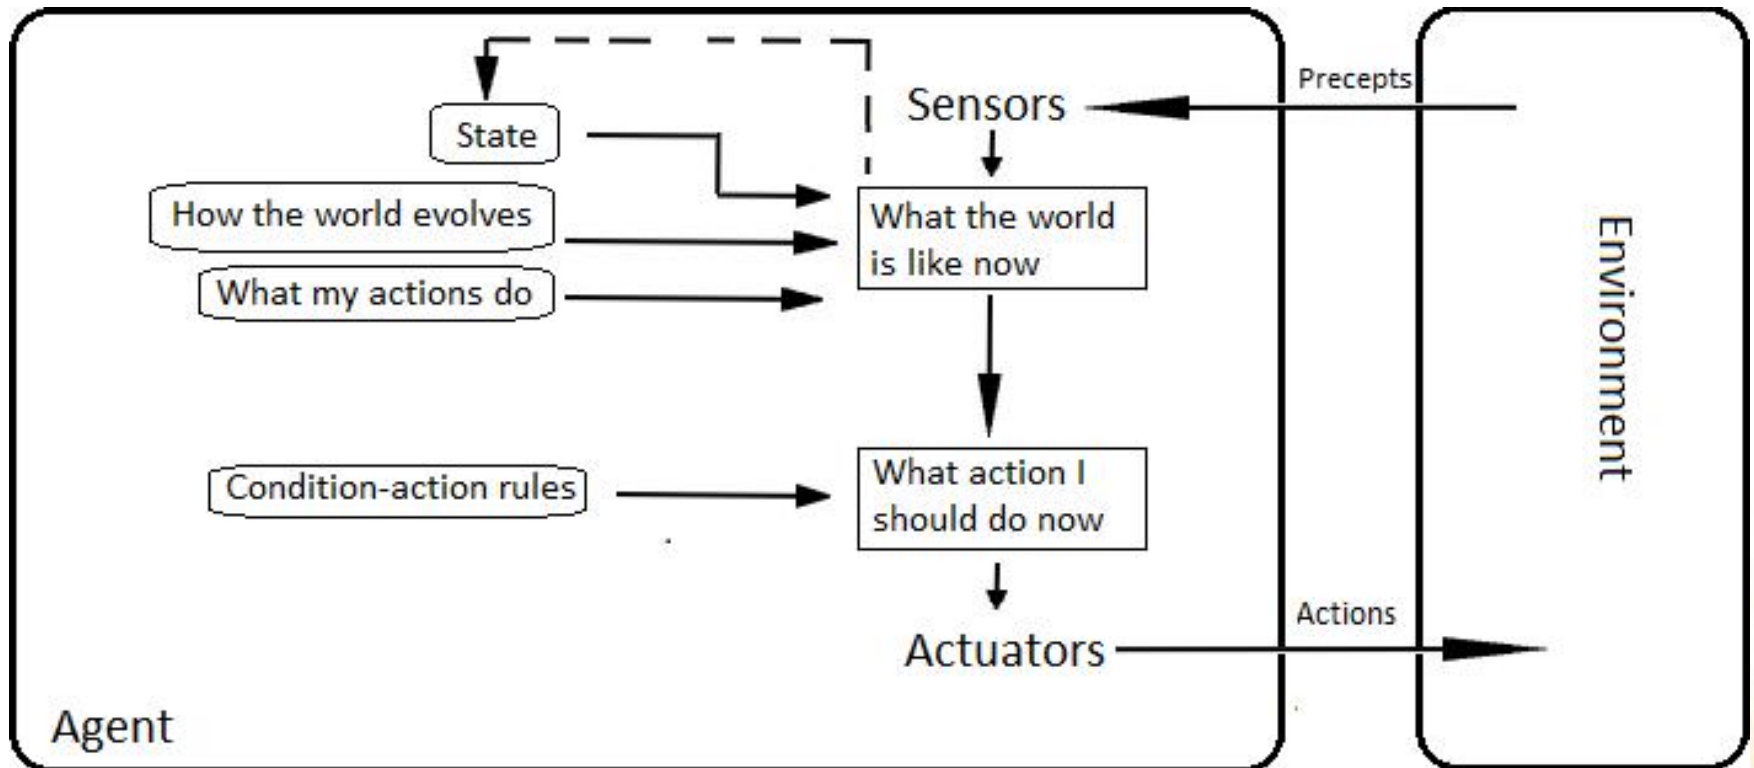 Precepts
Sensors
State
How the world evolves
What the world
is like now
What my actions do
Environment
Condition-action rules
What action I
should do now
Actions
Actuators
Agent